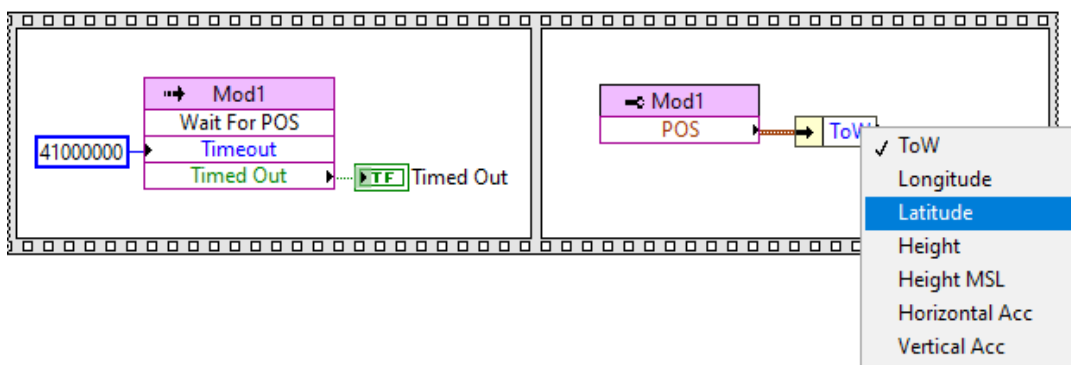 Mod1
Wait For POS
41000000
Timeout
Timed Out
TF
Timed Out
Mod1
POS
ToW
✓ ToW
Longitude
Latitude
Height
Height MSL
Horizontal Acc
Vertical Acc